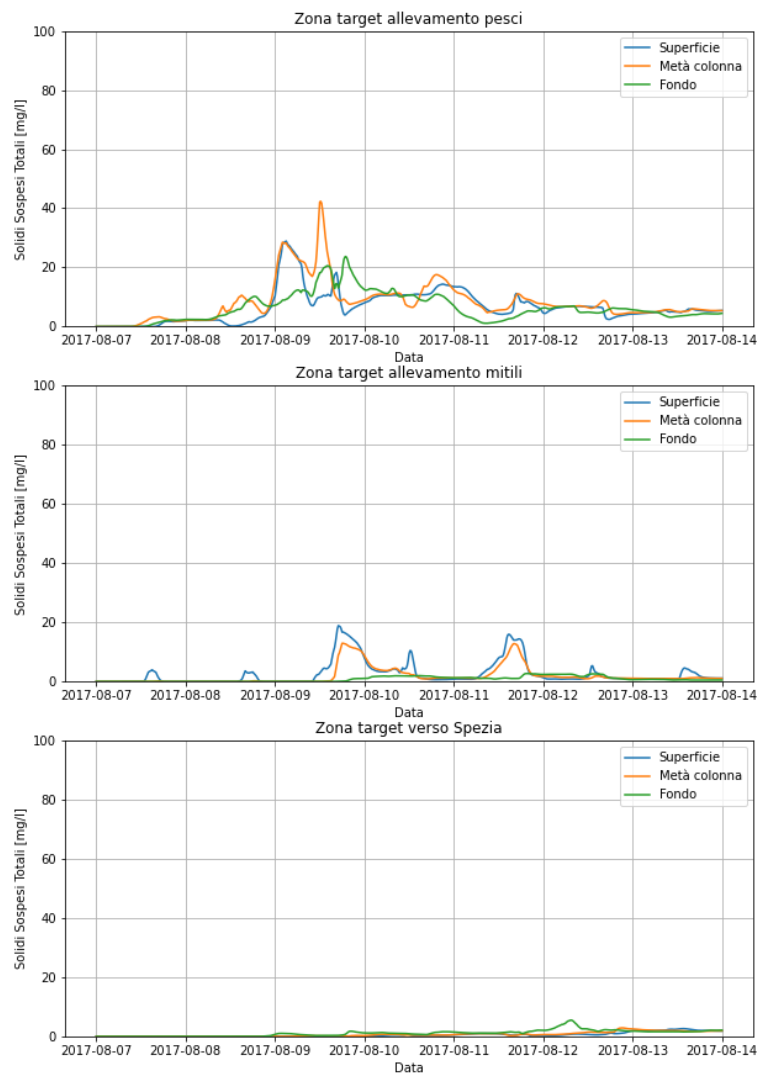 Zona target allevamento pesci
100
80
60
40
20
0
Solidi Sospesi Totali [mg/l]
Superficie
Metà colonna
Fondo
2017-08-07 2017-08-08 2017-08-09 2017-08-10 2017-08-11 2017-08-12 2017-08-13 2017-08-14
Data
Zona target allevamento mitili
100
80
60
40
20
0
Solidi Sospesi Totali [mg/l]
Superficie
Metà colonna
Fondo
2017-08-07 2017-08-08 2017-08-09 2017-08-10 2017-08-11 2017-08-12 2017-08-13 2017-08-14
Data
Zona target verso Spezia
100
80
60
40
20
0
Solidi Sospesi Totali [mg/l]
Superficie
Metà colonna
Fondo
2017-08-07 2017-08-08 2017-08-09 2017-08-10 2017-08-11 2017-08-12 2017-08-13 2017-08-14
Data